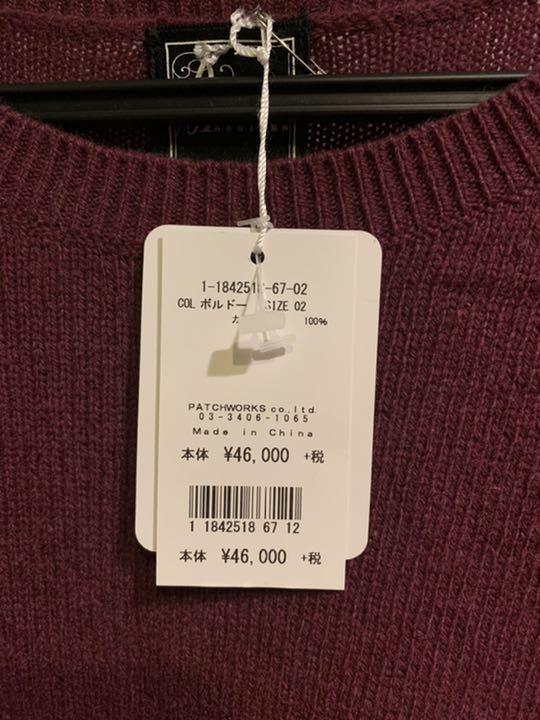 1-1842518-67-02
COL ボルドー SIZE 02
カ 100%
PATCHWORKS co.,ltd.
03-3406-1065
Made in China
本体 ¥46,000 +税
1 1842518 67 12
本体 ¥46,000 +税